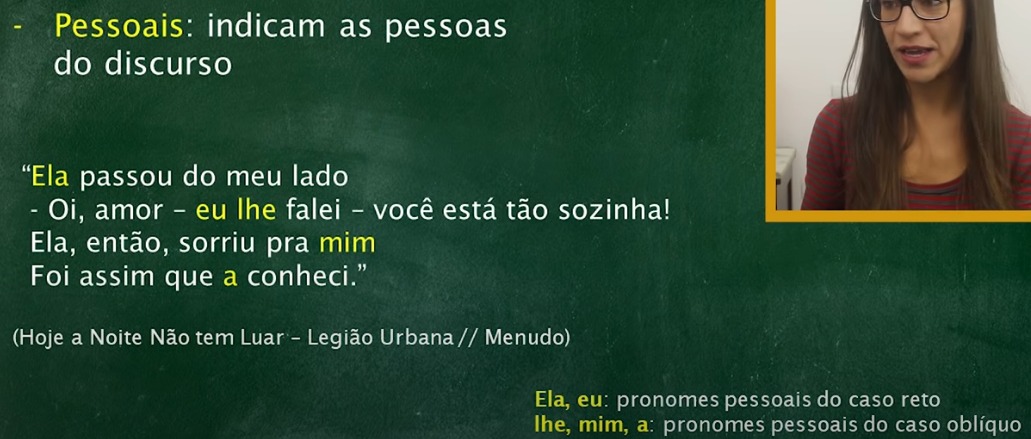 - Pessoais: indicam as pessoas
do discurso
“Ela passou do meu lado
- Oi, amor – eu lhe falei – você está tão sozinha!
Ela, então, sorriu pra mim
Foi assim que a conheci.”
(Hoje a Noite Não tem Luar – Legião Urbana // Menudo)
Ela, eu: pronomes pessoais do caso reto
lhe, mim, a: pronomes pessoais do caso oblíquo